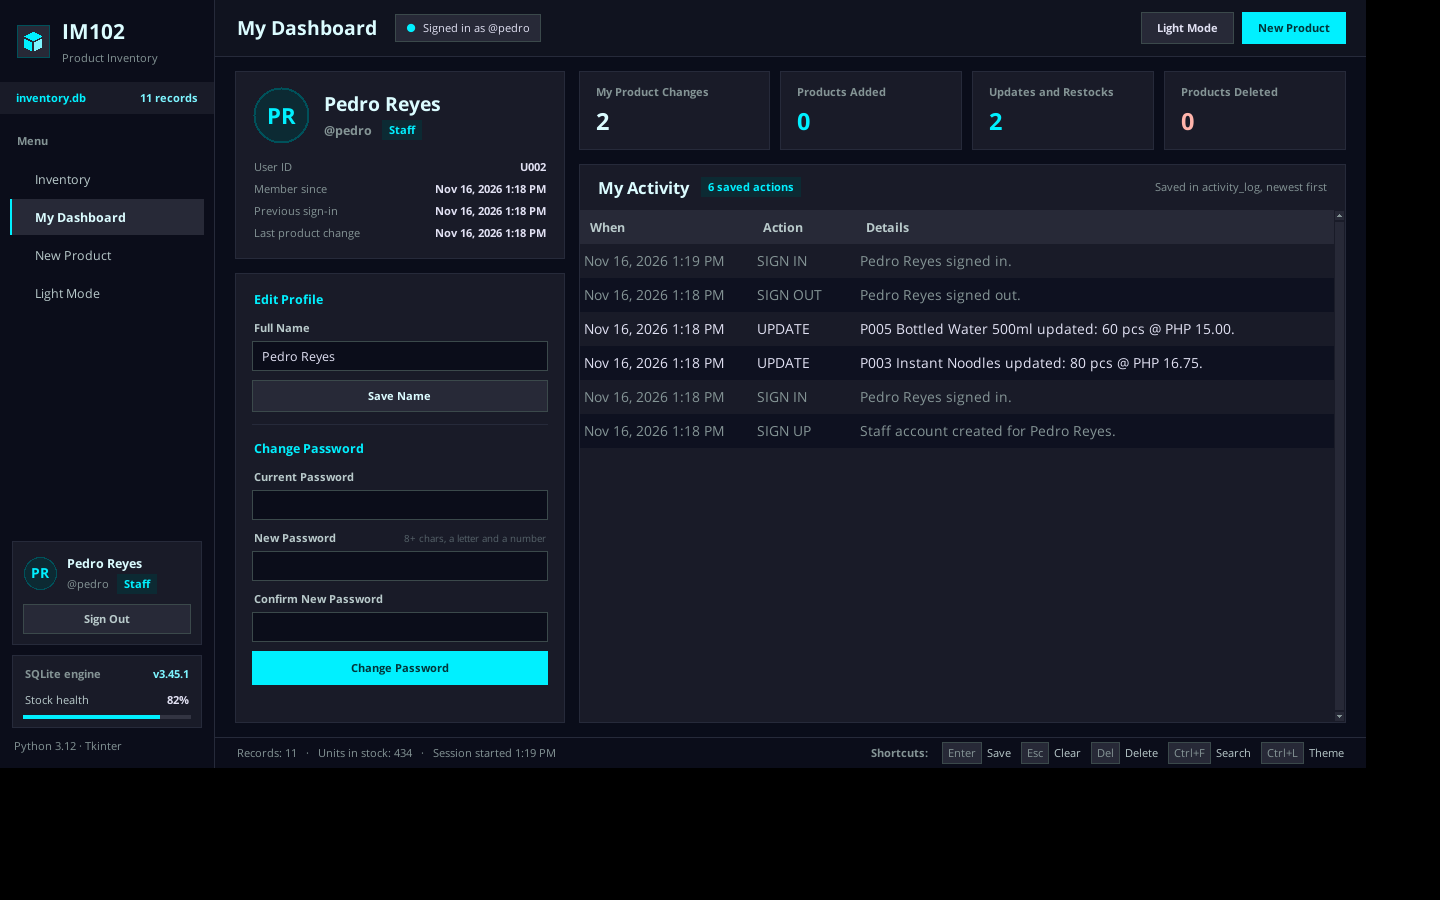 IM102
Product Inventory
inventory.db 11 records
Menu
Inventory
My Dashboard
New Product
Light Mode
PR
Pedro Reyes
@pedro Staff
Sign Out
SQLite engine v3.45.1
Stock health 82%
Python 3.12 · Tkinter
My Dashboard Signed in as @pedro Light Mode New Product
PR
Pedro Reyes
@pedro Staff
User ID U002
Member since Nov 16, 2026 1:18 PM
Previous sign-in Nov 16, 2026 1:18 PM
Last product change Nov 16, 2026 1:18 PM
Edit Profile
Full Name
Pedro Reyes
Save Name
Change Password
Current Password
New Password 8+ chars, a letter and a number
Confirm New Password
Change Password
My Product Changes
2
Products Added
0
Updates and Restocks
2
Products Deleted
0
My Activity 6 saved actions Saved in activity_log, newest first
When Action Details
Nov 16, 2026 1:19 PM SIGN IN Pedro Reyes signed in.
Nov 16, 2026 1:18 PM SIGN OUT Pedro Reyes signed out.
Nov 16, 2026 1:18 PM UPDATE P005 Bottled Water 500ml updated: 60 pcs @ PHP 15.00.
Nov 16, 2026 1:18 PM UPDATE P003 Instant Noodles updated: 80 pcs @ PHP 16.75.
Nov 16, 2026 1:18 PM SIGN IN Pedro Reyes signed in.
Nov 16, 2026 1:18 PM SIGN UP Staff account created for Pedro Reyes.
Records: 11 · Units in stock: 434 · Session started 1:19 PM
Shortcuts: Enter Save Esc Clear Del Delete Ctrl+F Search Ctrl+L Theme